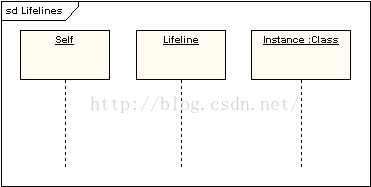 sd Lifelines
Self
Lifeline
Instance :Class
http://blog.csdn.net/